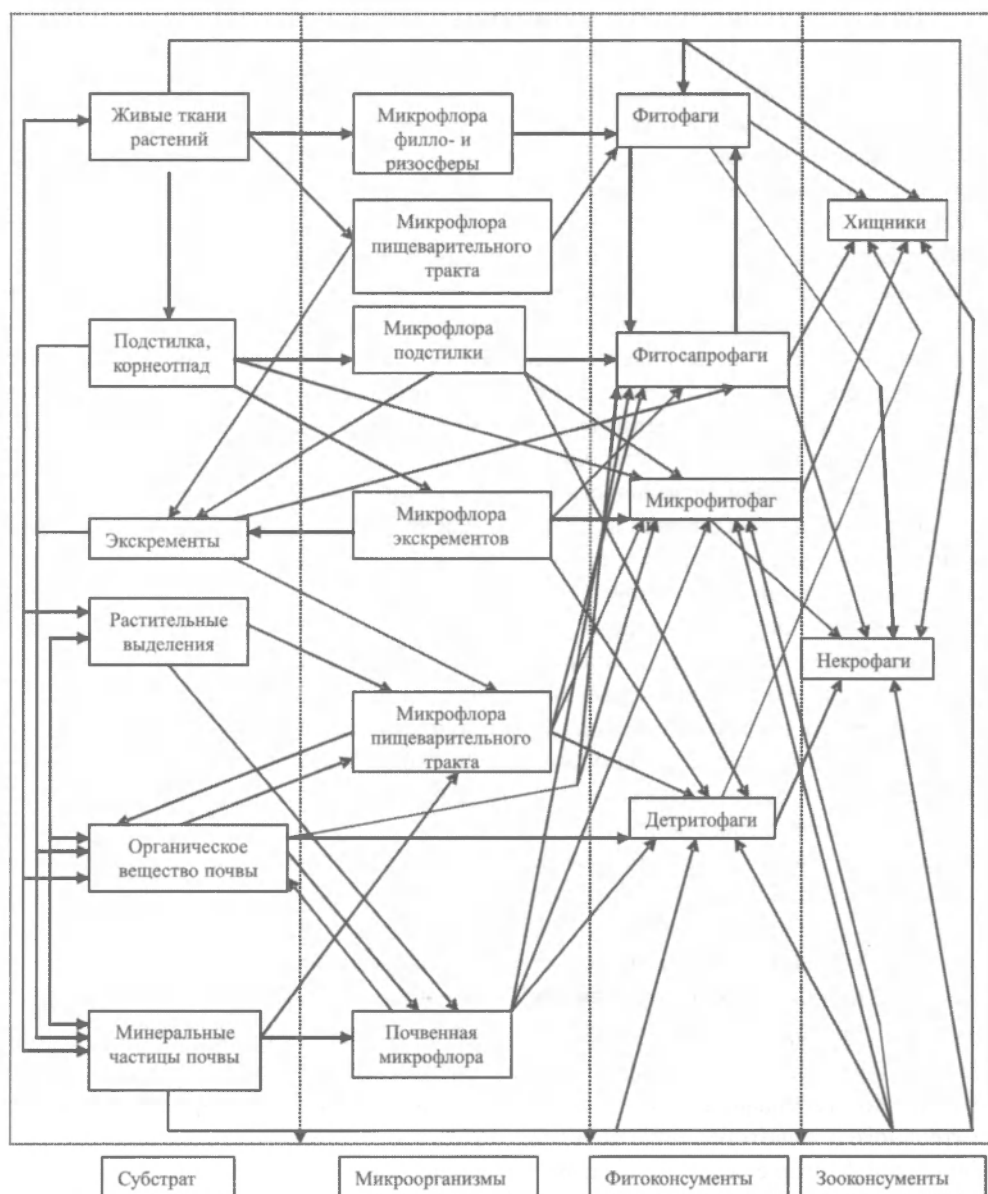 Живые ткани
растений
Микрофлора
филло- и
ризосферы
Фитофаги
Микрофлора
пищеварительного
тракта
Хищники
Подстилка,
корнеотпад
Микрофлора
подстилки
Фитосапрофаги
Экскременты
Микрофлора
экскрементов
Микрофитофаг
Растительные
выделения
Некрофаги
Микрофлора
пищеварительного
тракта
Органическое
вещество почвы
Детритофаги
Минеральные
частицы почвы
Почвенная
микрофлора
Субстрат
Микроорганизмы
Фитоконсументы
Зооконсументы